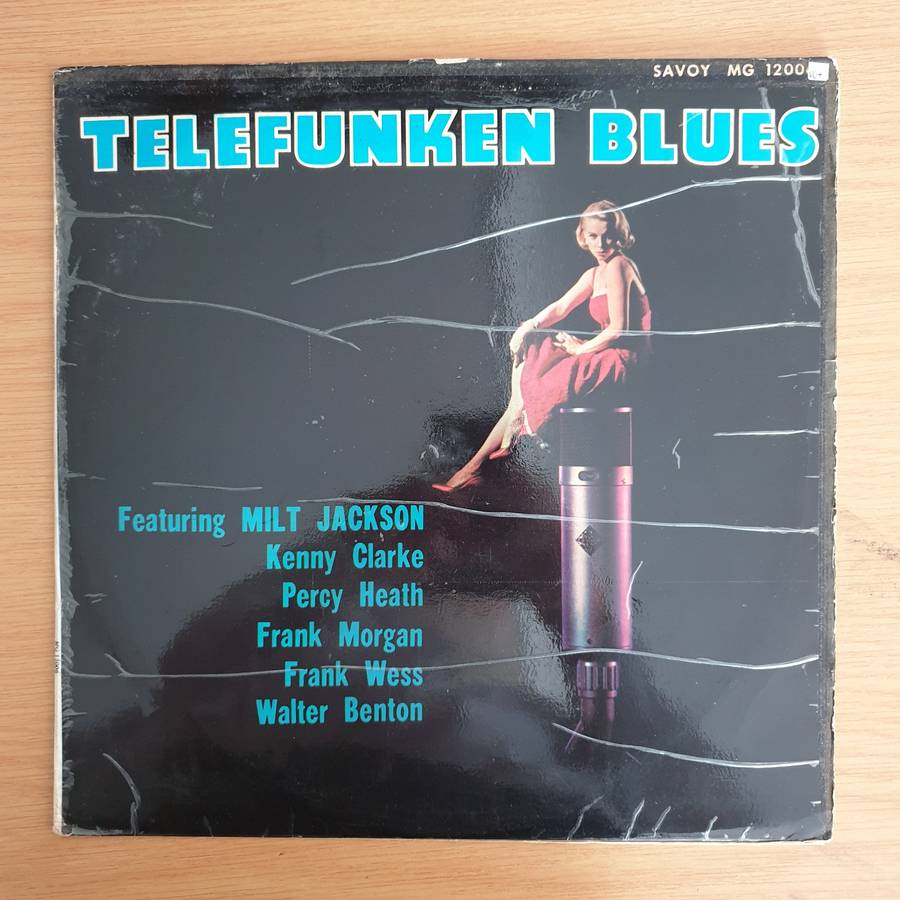 SAVOY MG 1200
TELEFUNKEN BLUES
Featuring MILT JACKSON
Kenny Clarke
Percy Heath
Frank Morgan
Frank Wess
Walter Benton